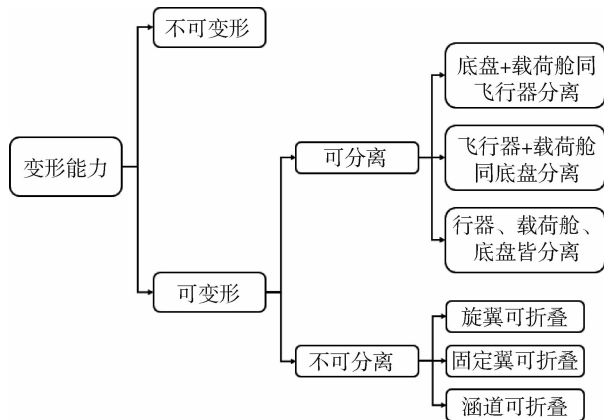 不可变形
底盘+载荷舱同
飞行器分离
变形能力
可分离
飞行器+载荷舱
同底盘分离
行器、载荷舱、
底盘皆分离
可变形
旋翼可折叠
不可分离
固定翼可折叠
涵道可折叠